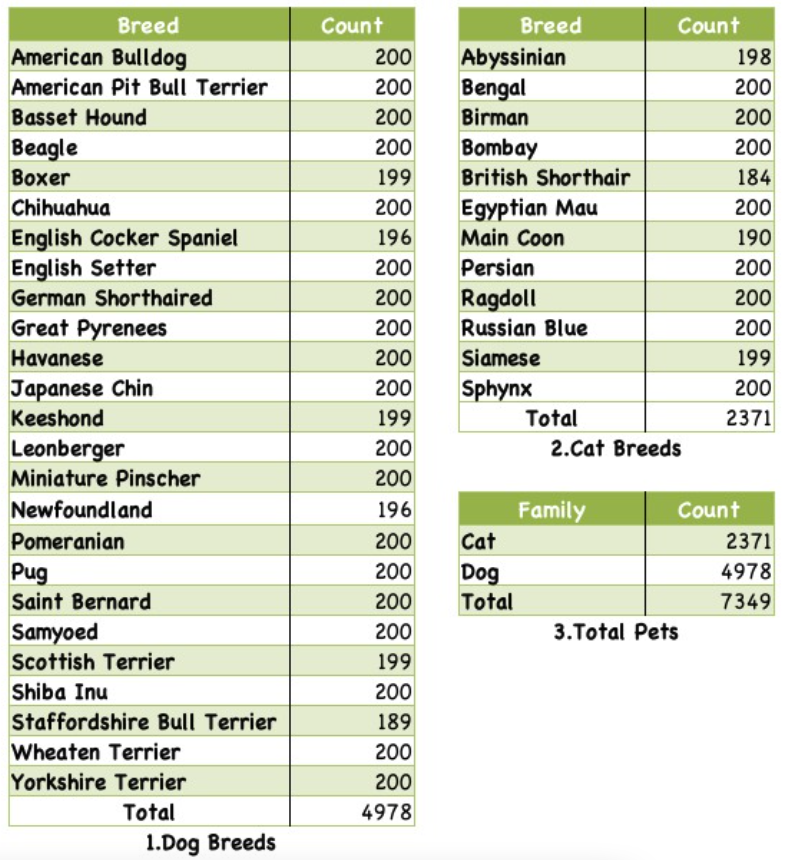 Breed Count
American Bulldog 200
American Pit Bull Terrier 200
Basset Hound 200
Beagle 200
Boxer 199
Chihuahua 200
English Cocker Spaniel 196
English Setter 200
German Shorthaired 200
Great Pyrenees 200
Havanese 200
Japanese Chin 200
Keeshond 199
Leonberger 200
Miniature Pinscher 200
Newfoundland 196
Pomeranian 200
Pug 200
Saint Bernard 200
Samyoed 200
Scottish Terrier 199
Shiba Inu 200
Staffordshire Bull Terrier 189
Wheaten Terrier 200
Yorkshire Terrier 200
Total 4978
1.Dog Breeds
Breed Count
Abyssinian 198
Bengal 200
Birman 200
Bombay 200
British Shorthair 184
Egyptian Mau 200
Main Coon 190
Persian 200
Ragdoll 200
Russian Blue 200
Siamese 199
Sphynx 200
Total 2371
2.Cat Breeds
Family Count
Cat 2371
Dog 4978
Total 7349
3.Total Pets